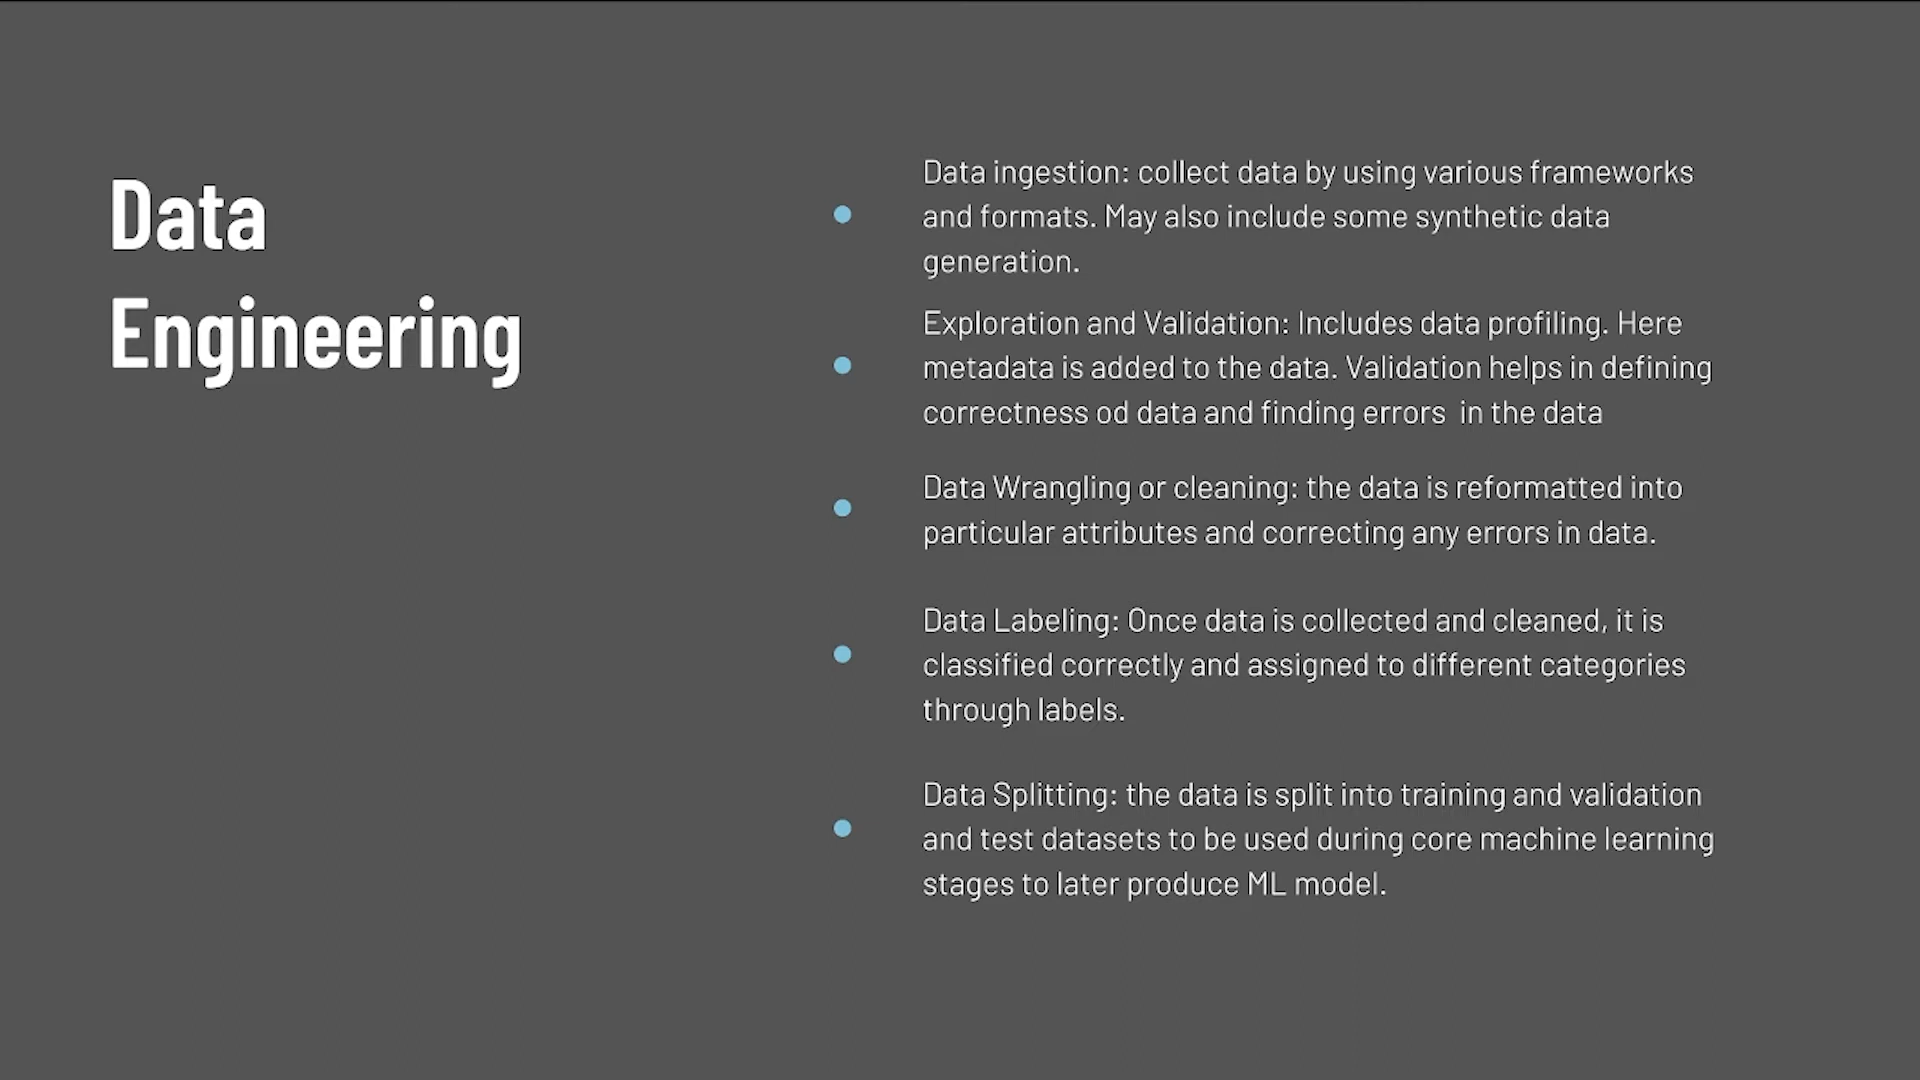 Data
Engineering
Data ingestion: collect data by using various frameworks
and formats. May also include some synthetic data
generation.
Exploration and Validation: Includes data profiling. Here
metadata is added to the data. Validation helps in defining
correctness od data and finding errors  in the data
Data Wrangling or cleaning: the data is reformatted into
particular attributes and correcting any errors in data.
Data Labeling: Once data is collected and cleaned, it is
classified correctly and assigned to different categories
through labels.
Data Splitting: the data is split into training and validation
and test datasets to be used during core machine learning
stages to later produce ML model.